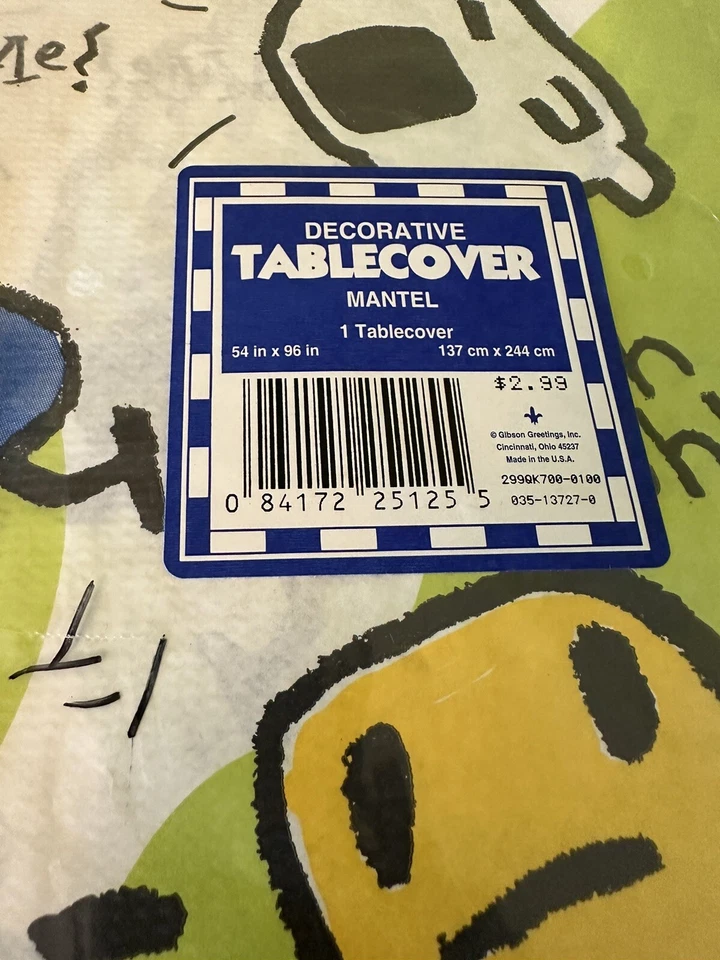 DECORATIVE
TABLECOVER
MANTEL
1 Tablecover
54 in x 96 in 137 cm x 244 cm
$2.99
© Gibson Greetings, Inc.
Cincinnati, Ohio 45237
Made in the U.S.A.
299QK700-0100
0 84172 25125 5 035-13727-0